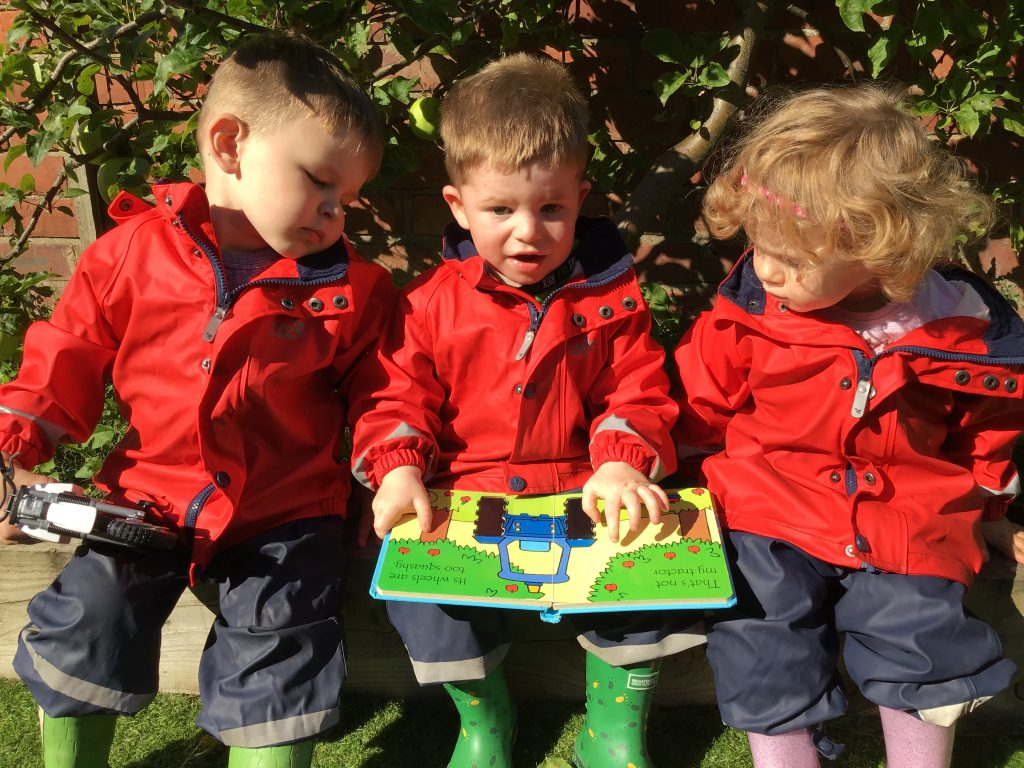 That's not
my tractor.
Its wheels are
too squashy.